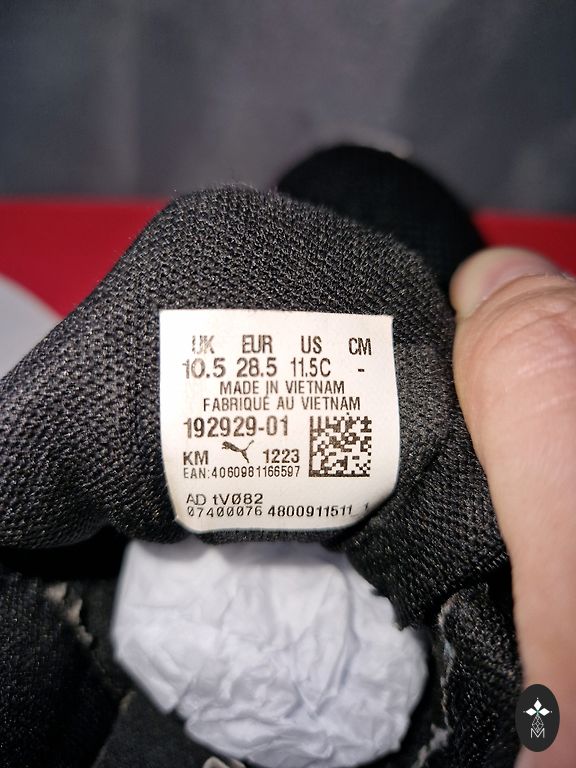 UK EUR US CM
10.5 28.5 11.5C -
MADE IN VIETNAM
FABRIQUÉ AU VIETNAM
192929-01
KM 1223
EAN:4060981166597
AD tV082
07400076 4800911511 1
M